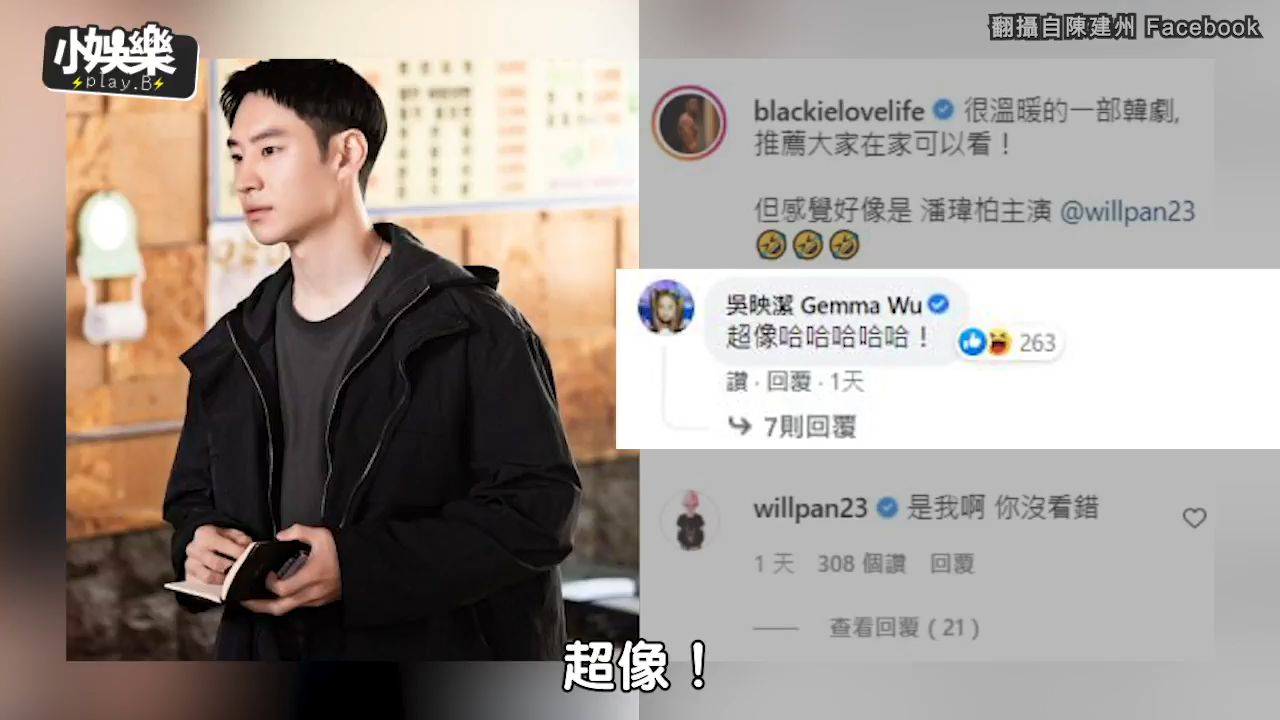 小娛樂
play.B
翻攝自陳建州 Facebook
blackielovelife 很溫暖的一部韓劇,
推薦大家在家可以看！
但感覺好像是 潘瑋柏主演 @willpan23
🤣🤣🤣
吳映潔 Gemma Wu
超像哈哈哈哈哈！
263
讚 · 回覆 · 1天
7則回覆
willpan23 是我啊 你沒看錯
1 天 308 個讚 回覆
查看回覆 ( 21 )
超像！